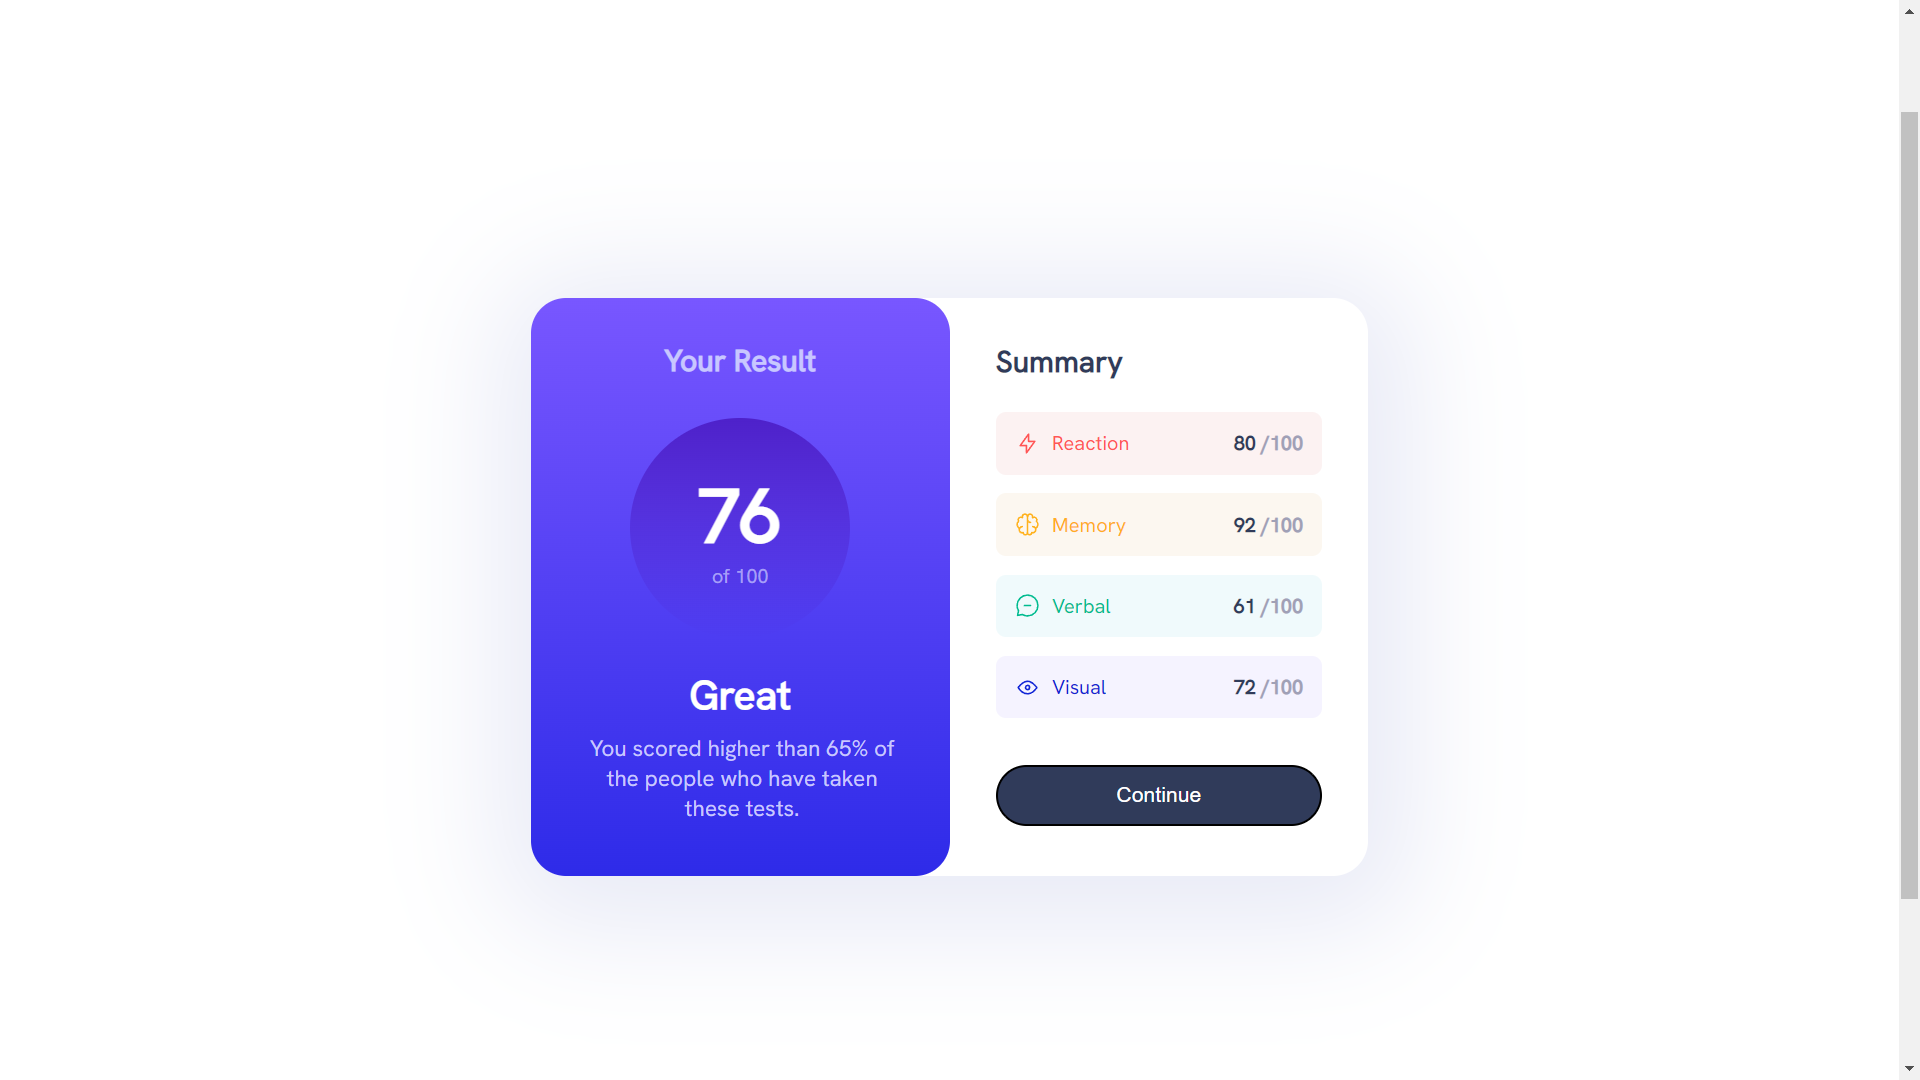 Your Result
76
of 100
Great
You scored higher than 65% of
the people who have taken
these tests.
Summary
Reaction 80 /100
Memory 92 /100
Verbal 61 /100
Visual 72 /100
Continue